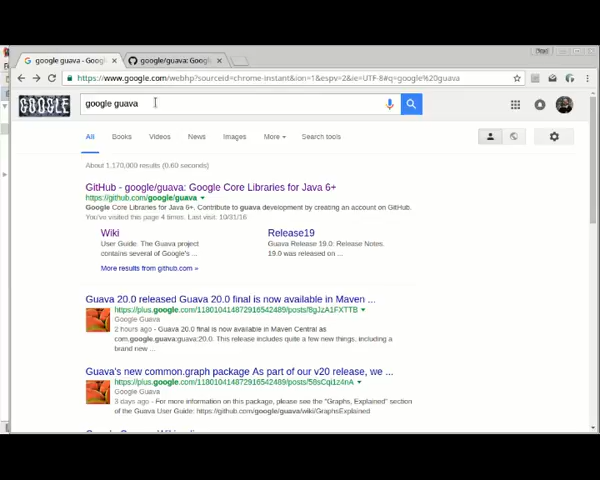 google guava - Goog
google/guava: Google
https://www.google.com/webhp?sourceid=chrome-instant&ion=1&espv=2&ie=UTF-8#q=google%20guava
GOOGLE
google guava
All Books Videos News Images More Search tools
About 1,170,000 results (0.60 seconds)
GitHub - google/guava: Google Core Libraries for Java 6+
https://github.com/google/guava
Google Core Libraries for Java 6+. Contribute to guava development by creating an account on GitHub.
You've visited this page 4 times. Last visit: 10/31/16
Wiki
User Guide. The Guava project
contains several of Google's ...
Release19
Guava Release 19.0: Release Notes.
19.0 was released on ...
More results from github.com »
Guava 20.0 released Guava 20.0 final is now available in Maven ...
https://plus.google.com/118010414872916542489/posts/8gJzA1FXTTB
Google Guava
2 hours ago - Guava 20.0 final is now available in Maven Central as
com.google.guava:guava:20.0. This release includes quite a few new things, including a
brand new ...
Guava's new common.graph package As part of our v20 release, we ...
https://plus.google.com/118010414872916542489/posts/58sCqi1z4nA
Google Guava
3 days ago - For more information on this package, please see the "Graphs, Explained" section
of the Guava User Guide: https://github.com/google/guava/wiki/GraphsExplained